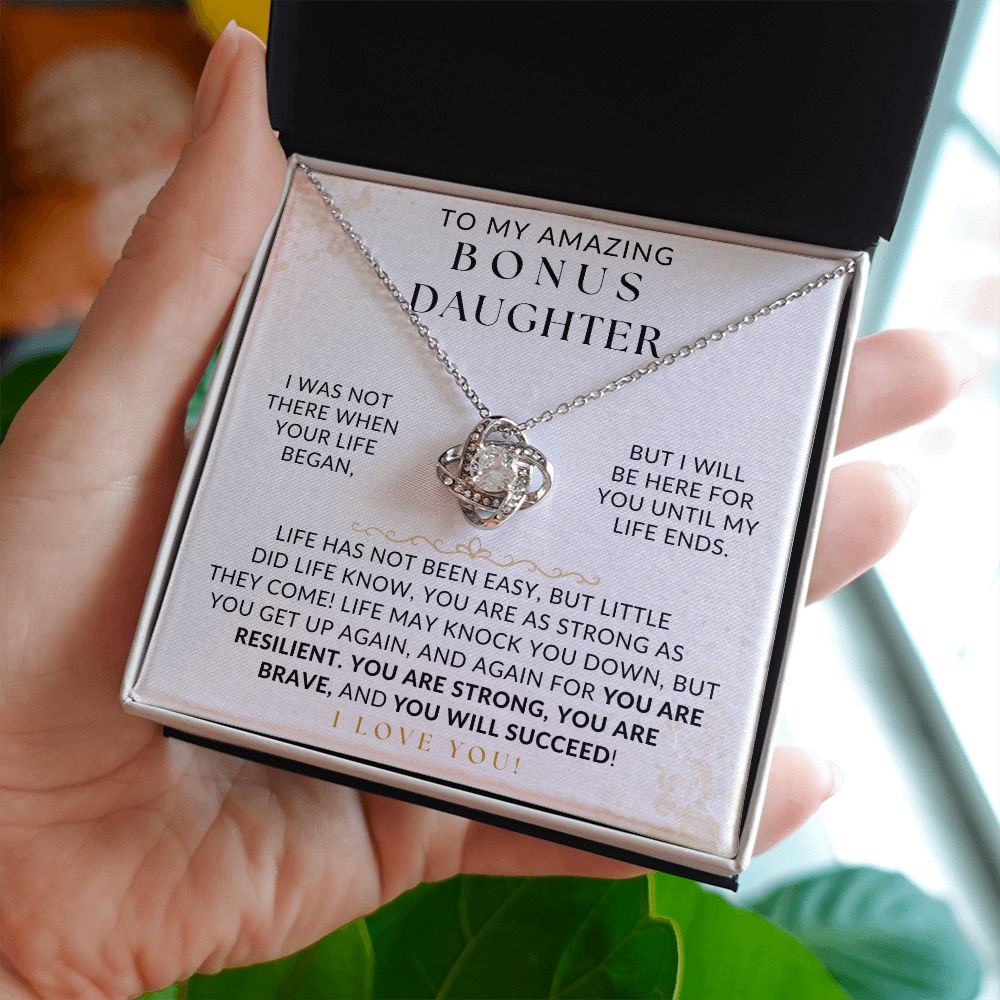 TO MY AMAZING
BONUS
DAUGHTER
I WAS NOT
THERE WHEN
YOUR LIFE
BEGAN,
BUT I WILL
BE HERE FOR
YOU UNTIL MY
LIFE ENDS.
LIFE HAS NOT BEEN EASY, BUT LITTLE
DID LIFE KNOW, YOU ARE AS STRONG AS
THEY COME! LIFE MAY KNOCK YOU DOWN, BUT
YOU GET UP AGAIN, AND AGAIN FOR YOU ARE
RESILIENT. YOU ARE STRONG, YOU ARE
BRAVE, AND YOU WILL SUCCEED!
I LOVE YOU!